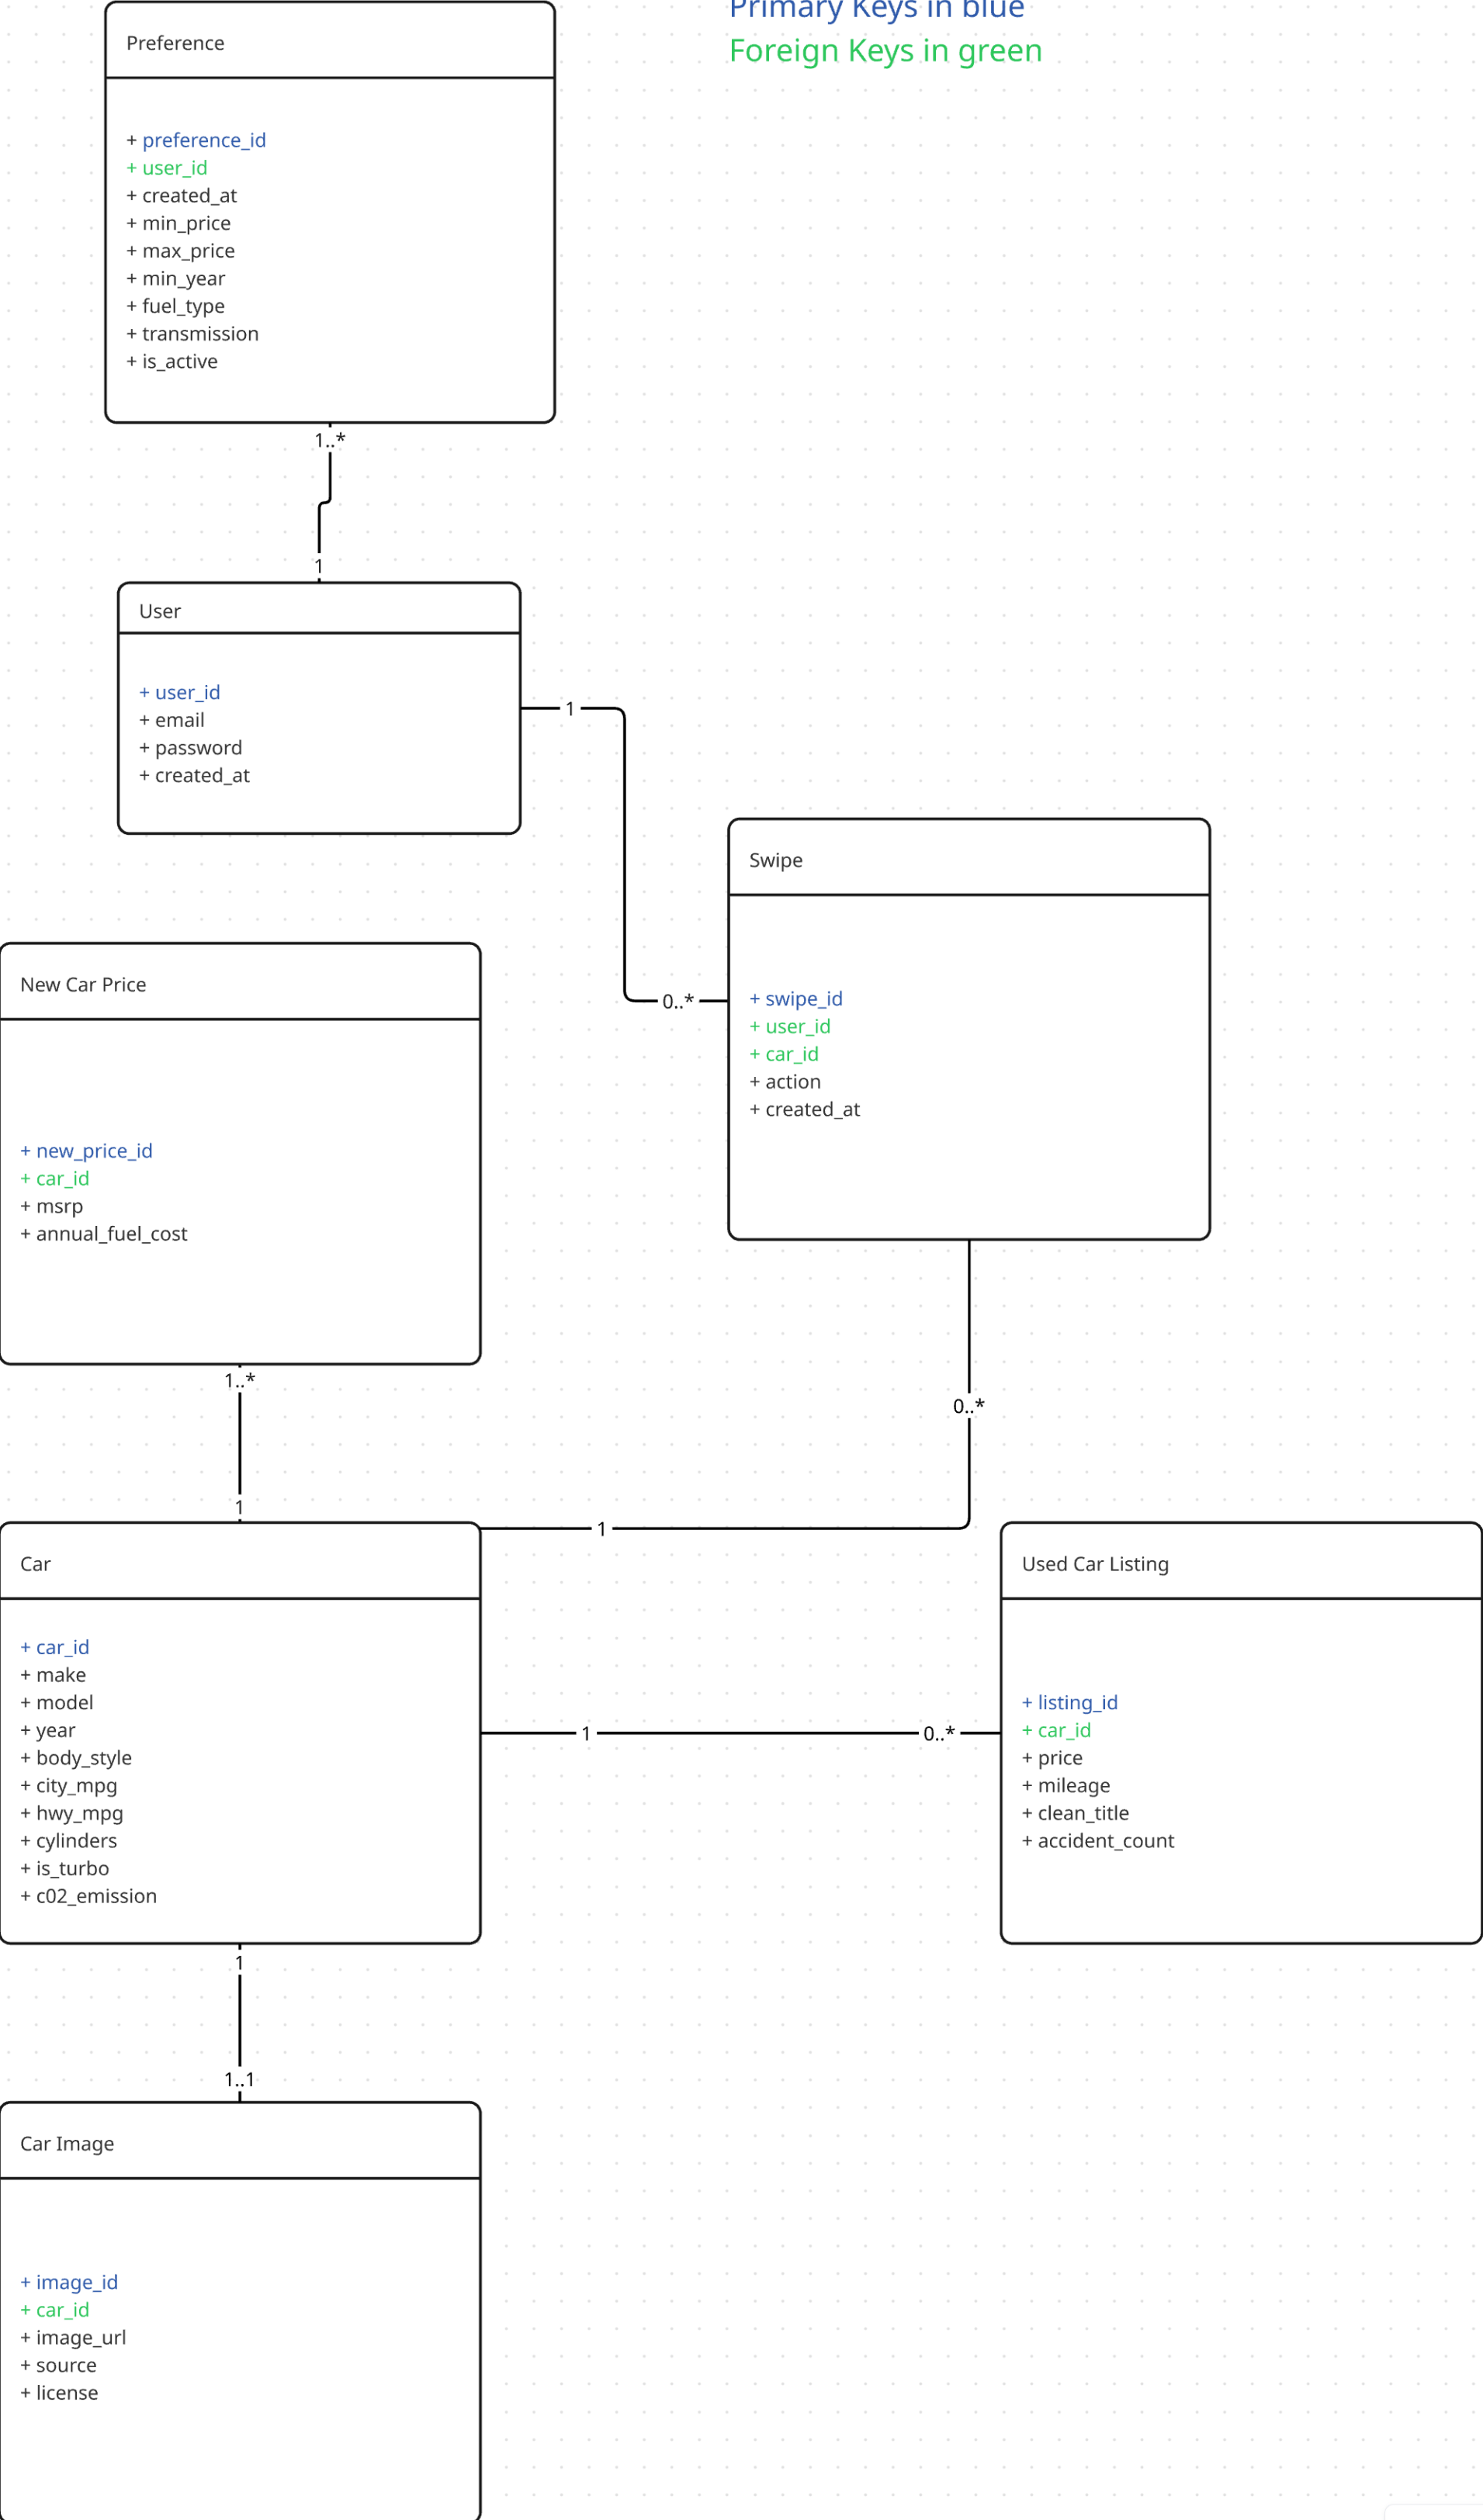 Primary Keys in blue
Foreign Keys in green
Preference
+ preference_id
+ user_id
+ created_at
+ min_price
+ max_price
+ min_year
+ fuel_type
+ transmission
+ is_active
1..*
1
User
+ user_id
+ email
+ password
+ created_at
1
0..*
Swipe
+ swipe_id
+ user_id
+ car_id
+ action
+ created_at
New Car Price
+ new_price_id
+ car_id
+ msrp
+ annual_fuel_cost
1..*
1
0..*
1
Car
+ car_id
+ make
+ model
+ year
+ body_style
+ city_mpg
+ hwy_mpg
+ cylinders
+ is_turbo
+ c02_emission
1
0..*
Used Car Listing
+ listing_id
+ car_id
+ price
+ mileage
+ clean_title
+ accident_count
1
1..1
Car Image
+ image_id
+ car_id
+ image_url
+ source
+ license